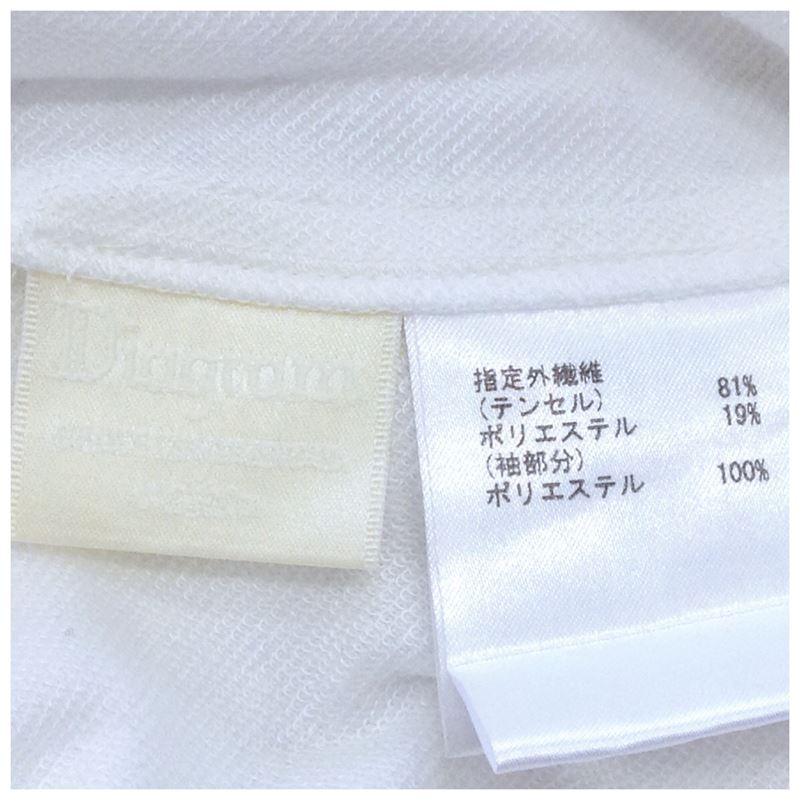 Diagram
指定外繊維
(テンセル) 81%
ポリエステル 19%
(袖部分)
ポリエステル 100%